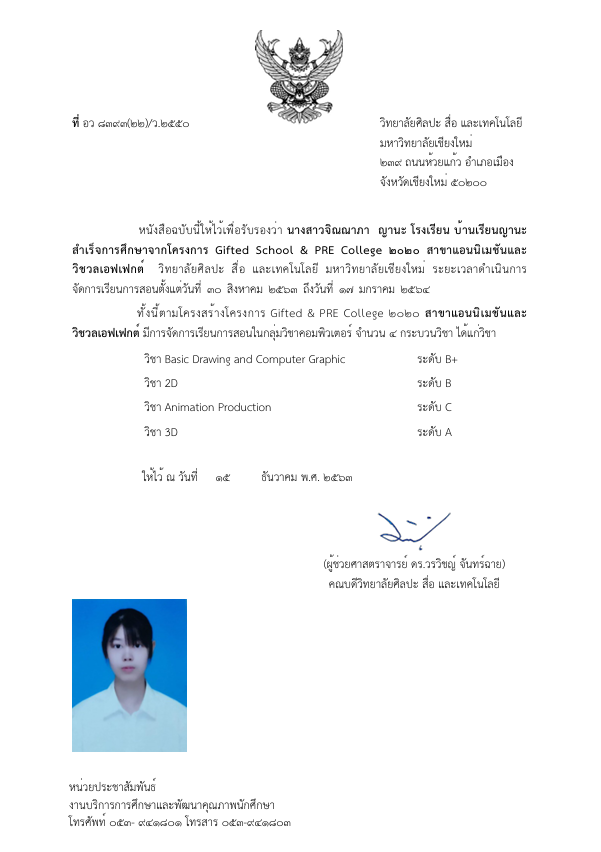 ที่ อว ๘๓๙๓(๒๒)/ว.๒๕๕๐
วิทยาลัยศิลปะ สื่อ และเทคโนโลยี
มหาวิทยาลัยเชียงใหม่
๒๓๙ ถนนห้วยแก้ว อำเภอเมือง
จังหวัดเชียงใหม่ ๕๐๒๐๐
หนังสือฉบับนี้ให้ไว้เพื่อรับรองว่า นางสาวจิณณาภา ญานะ โรงเรียน บ้านเรียนญานะ
สำเร็จการศึกษาจากโครงการ Gifted School & PRE College ๒๐๒๐ สาขาแอนนิเมชันและ
วิชวลเอฟเฟกต์ วิทยาลัยศิลปะ สื่อ และเทคโนโลยี มหาวิทยาลัยเชียงใหม่ ระยะเวลาดำเนินการ
จัดการเรียนการสอนตั้งแต่วันที่ ๓๐ สิงหาคม ๒๕๖๓ ถึงวันที่ ๑๗ มกราคม ๒๕๖๔
ทั้งนี้ตามโครงสร้างโครงการ Gifted & PRE College ๒๐๒๐ สาขาแอนนิเมชันและ
วิชวลเอฟเฟกต์ มีการจัดการเรียนการสอนในกลุ่มวิชาคอมพิวเตอร์ จำนวน ๔ กระบวนวิชา ได้แก่วิชา
วิชา Basic Drawing and Computer Graphic ระดับ B+
วิชา 2D ระดับ B
วิชา Animation Production ระดับ C
วิชา 3D ระดับ A
ให้ไว้ ณ วันที่ ๑๕ ธันวาคม พ.ศ. ๒๕๖๓
(ผู้ช่วยศาสตราจารย์ ดร.วรวิชญ์ จันทร์ฉาย)
คณบดีวิทยาลัยศิลปะ สื่อ และเทคโนโลยี
หน่วยประชาสัมพันธ์
งานบริการการศึกษาและพัฒนาคุณภาพนักศึกษา
โทรศัพท์ ๐๕๓- ๙๔๑๘๐๑ โทรสาร ๐๕๓-๙๔๑๘๐๓